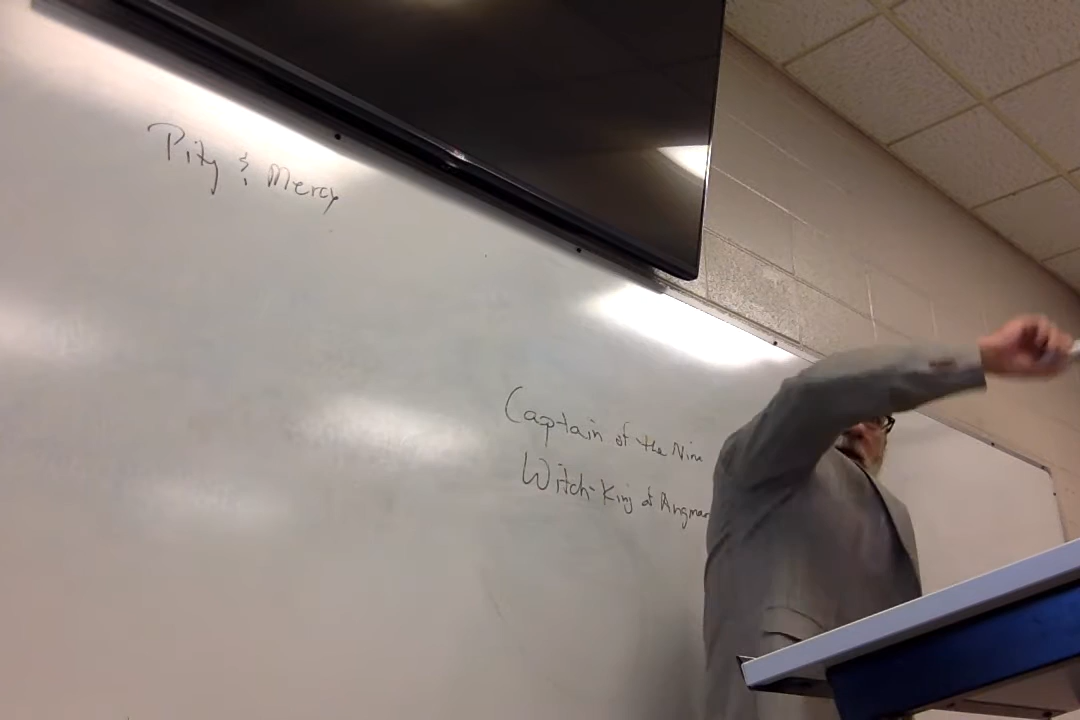 Pity & Mercy
Captain of the Nine
Witch-King of Angmar